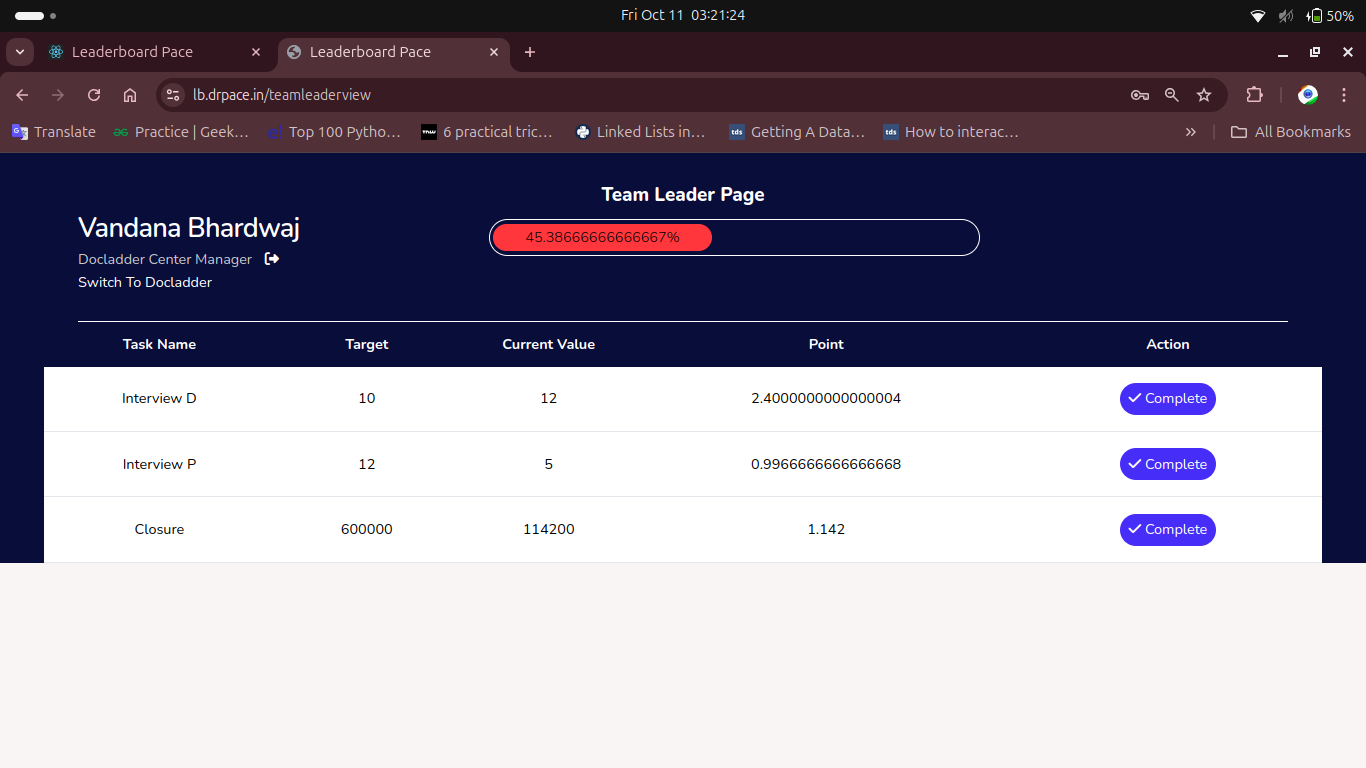 Fri Oct 11 03:21:24
50%
Leaderboard Pace
Leaderboard Pace
lb.drpace.in/teamleaderview
Translate
Practice | Geek...
Top 100 Pytho...
6 practical tric...
Linked Lists in...
tds Getting A Data...
tds How to interac...
All Bookmarks
Team Leader Page
Vandana Bhardwaj
45.38666666666667%
Docladder Center Manager
Switch To Docladder
Task Name Target Current Value Point Action
Interview D 10 12 2.4000000000000004 Complete
Interview P 12 5 0.9966666666666668 Complete
Closure 600000 114200 1.142 Complete